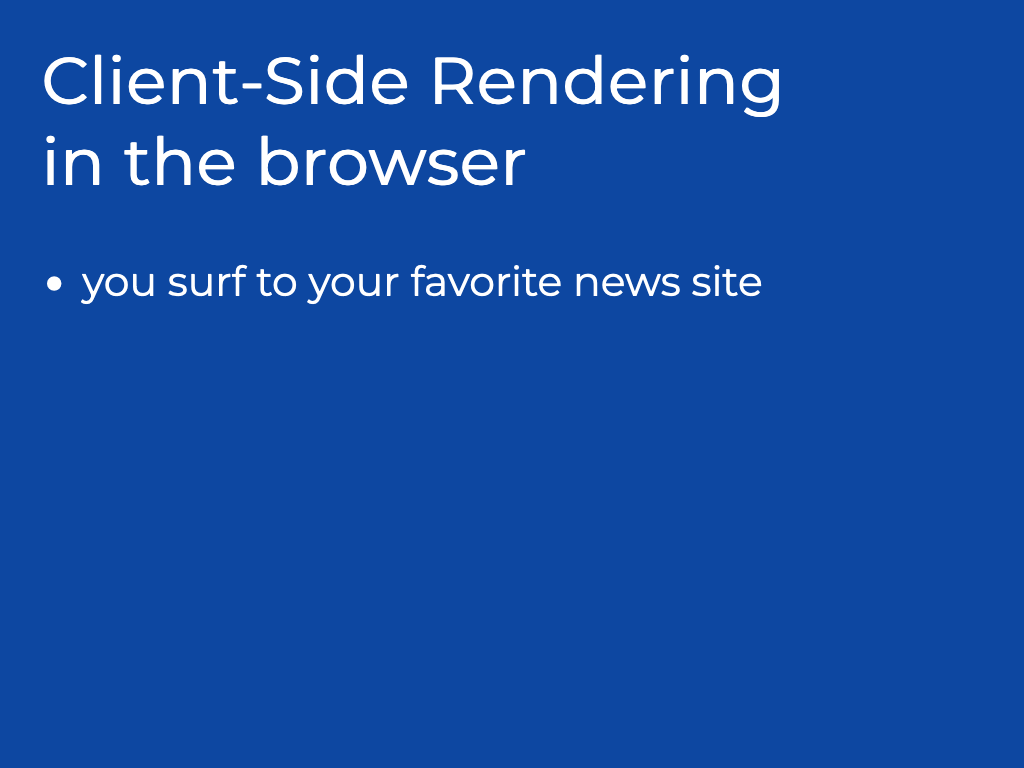 Client-Side Rendering
in the browser
• you surf to your favorite news site